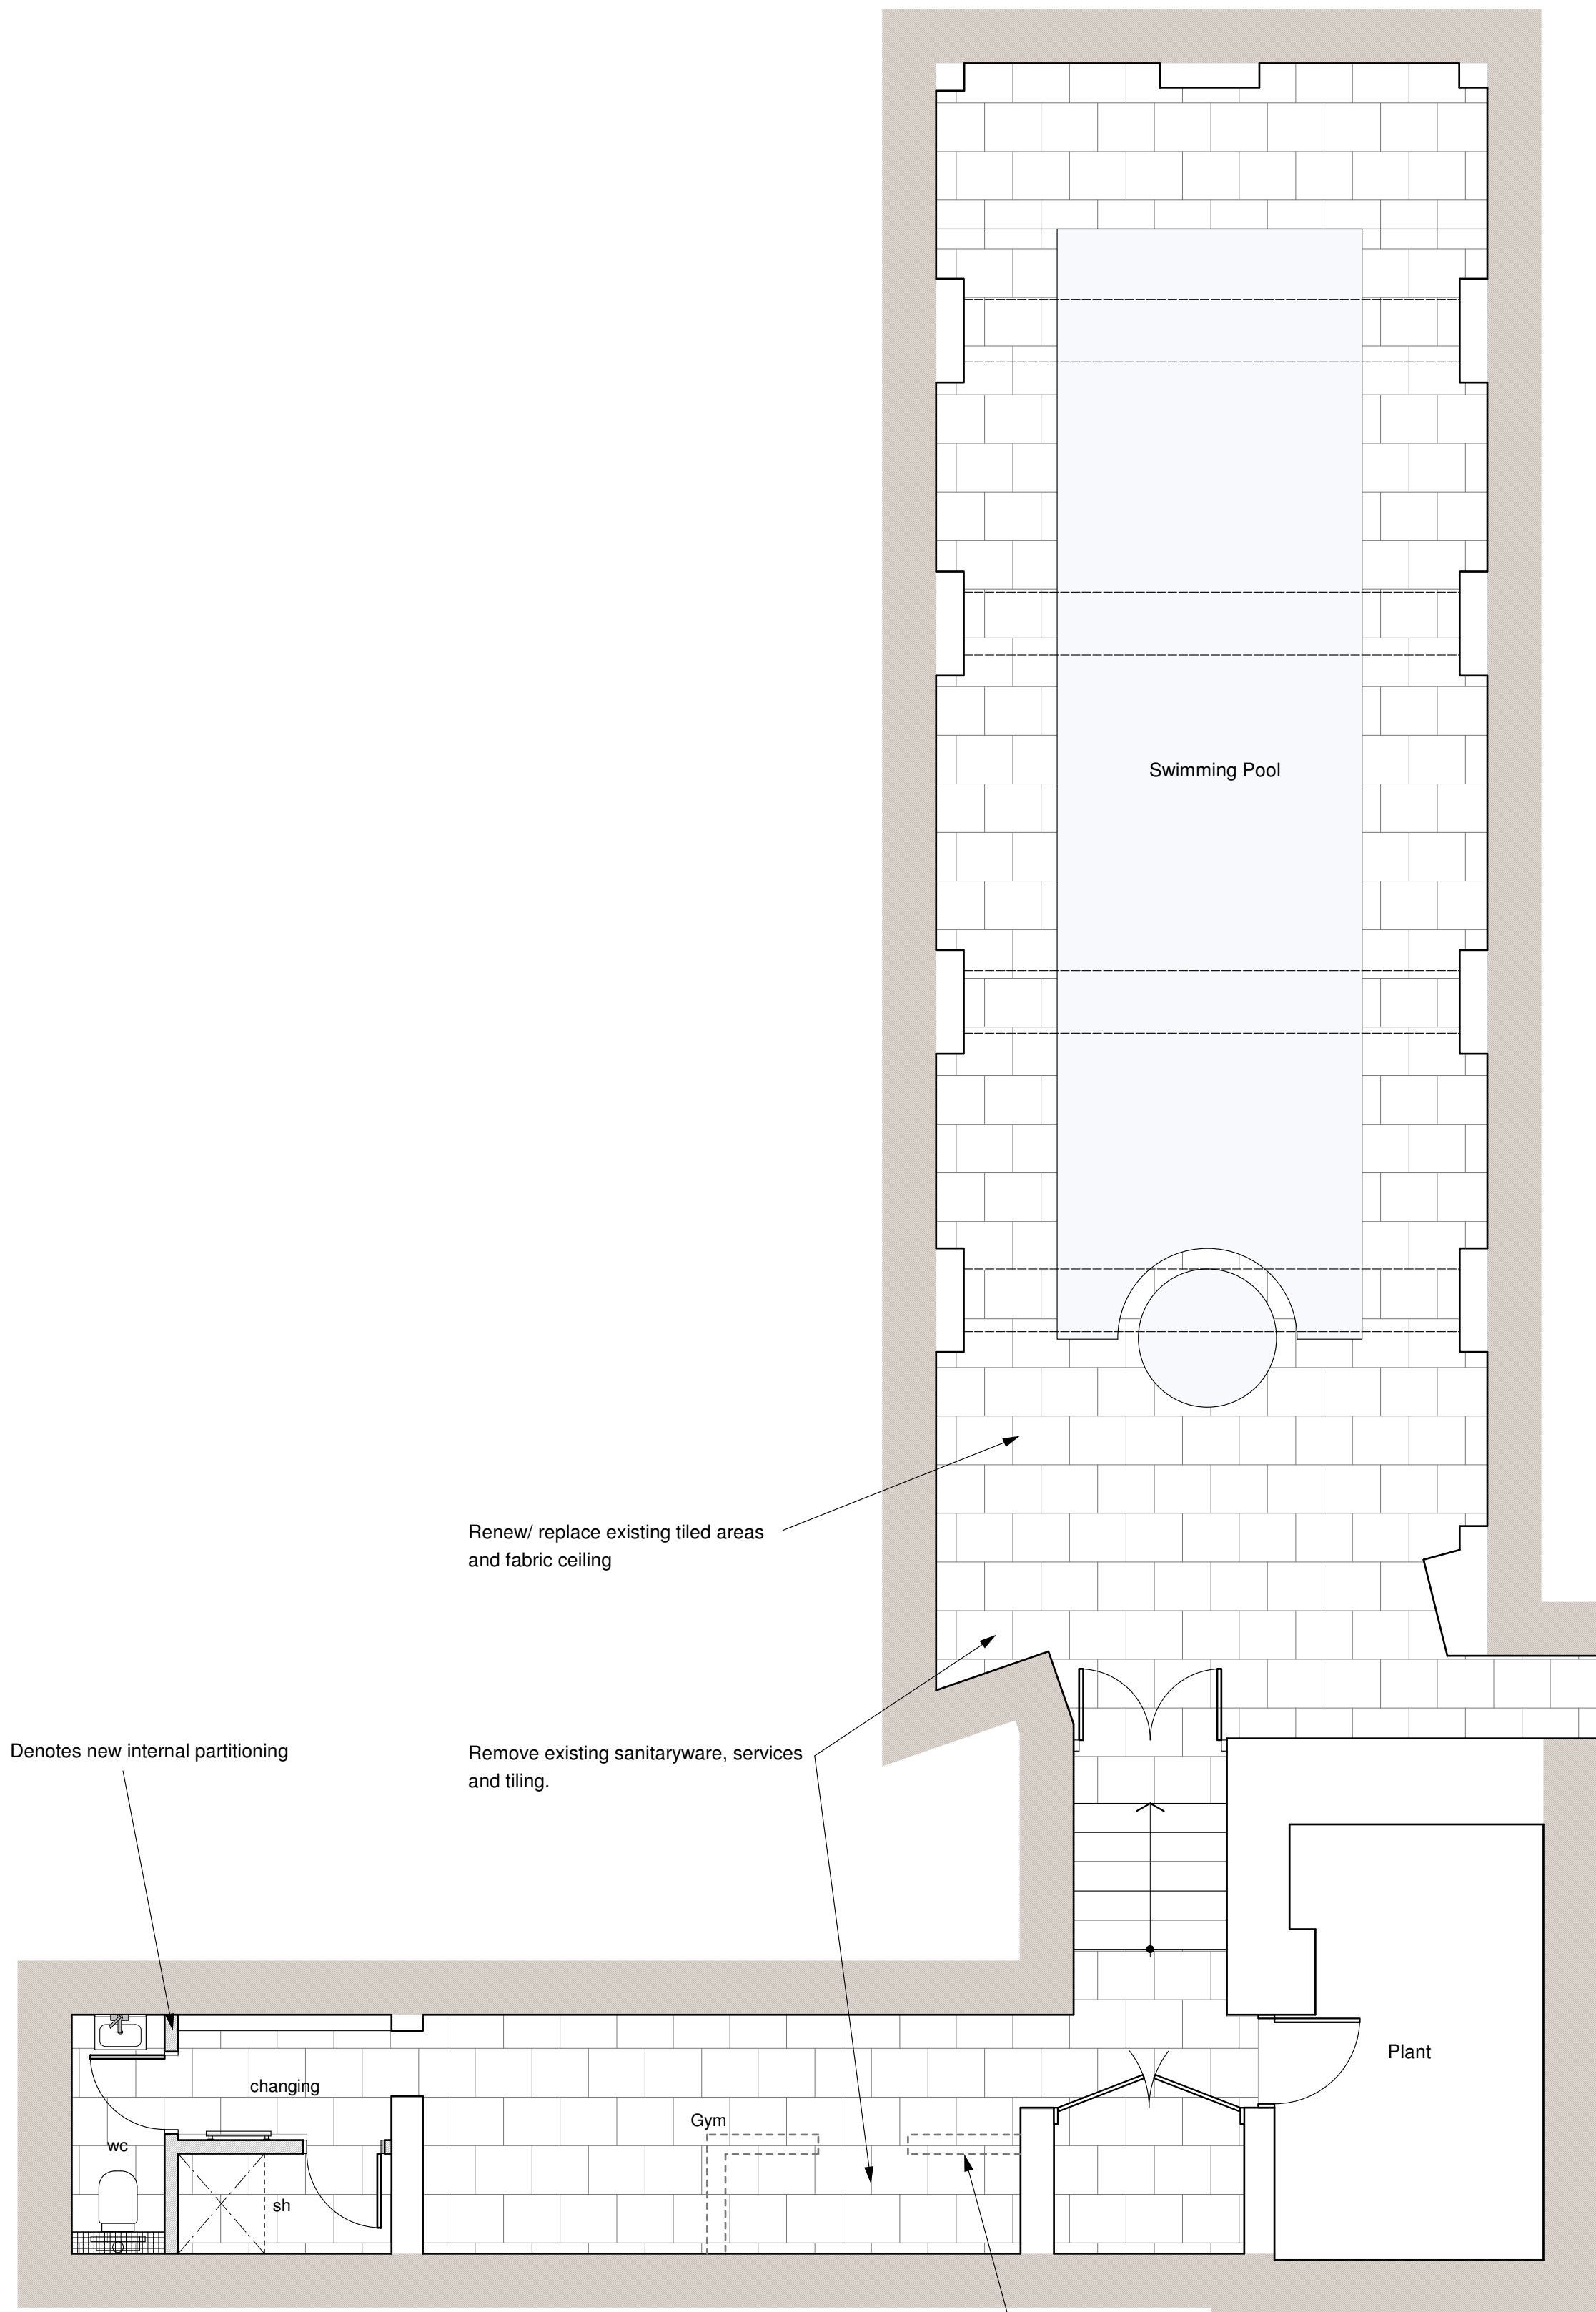 Swimming Pool
Renew/ replace existing tiled areas
and fabric ceiling
Denotes new internal partitioning
Remove existing sanitaryware, services
and tiling.
Plant
changing
Gym
wc
sh